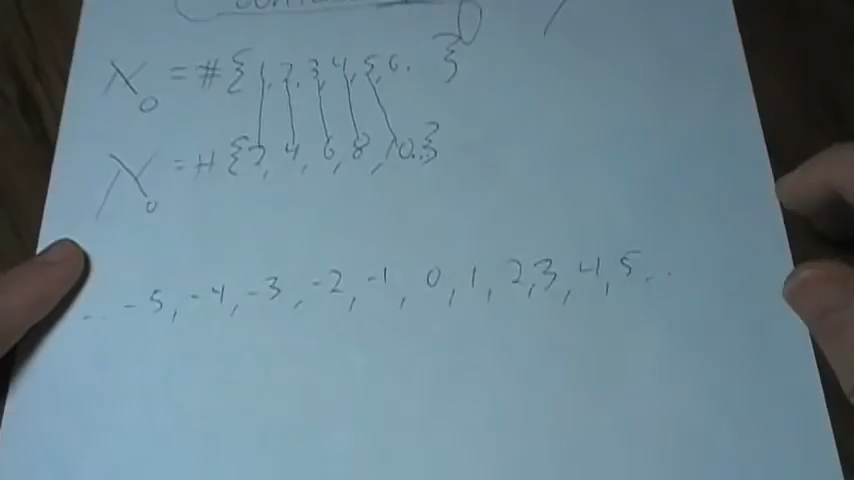 ℵ₀ = #{1,2,3,4,5,6. }
ℵ₀ = #{2,4,6,8,10..}
.. -5, -4, -3, -2, -1, 0, 1, 2, 3, 4, 5 ..